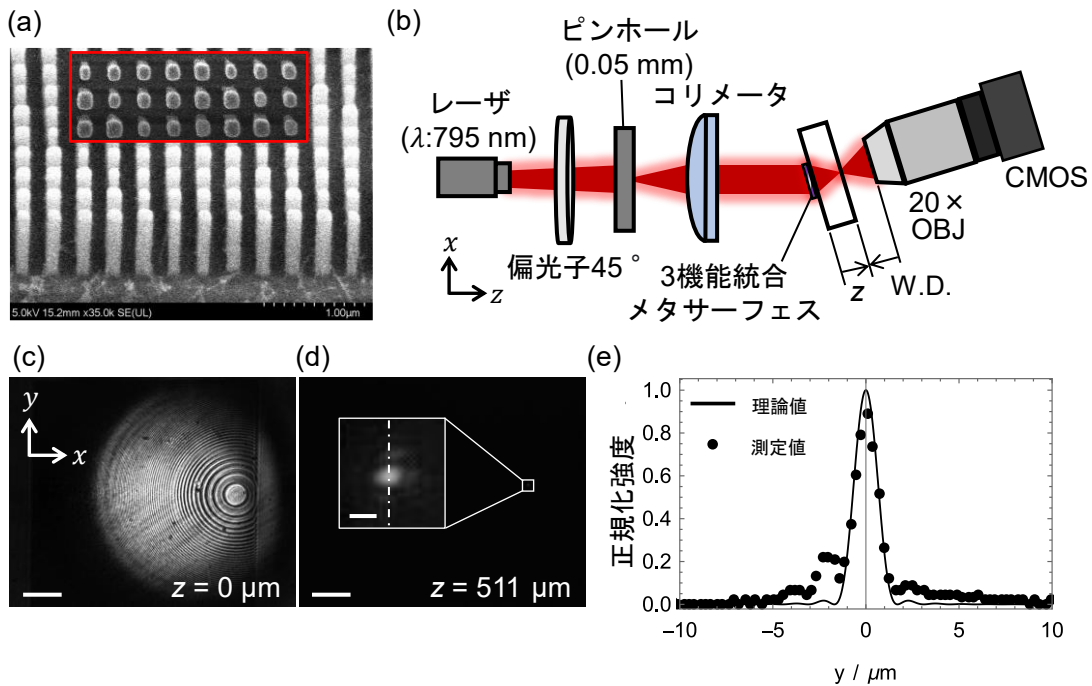 (a)
5.0kV 15.2mm x35.0k SE(UL)
1.00µm
(b)
レーザ
(λ:795 nm)
ピンホール
(0.05 mm)
コリメータ
偏光子45 °
3機能統合
メタサーフェス
z
W.D.
20×
OBJ
CMOS
x
z
(c)
y
x
z = 0 µm
(d)
z = 511 µm
(e)
正規化強度
1.0
0.8
0.6
0.4
0.2
0.0
理論値
測定値
−10
−5
0
5
10
y / µm